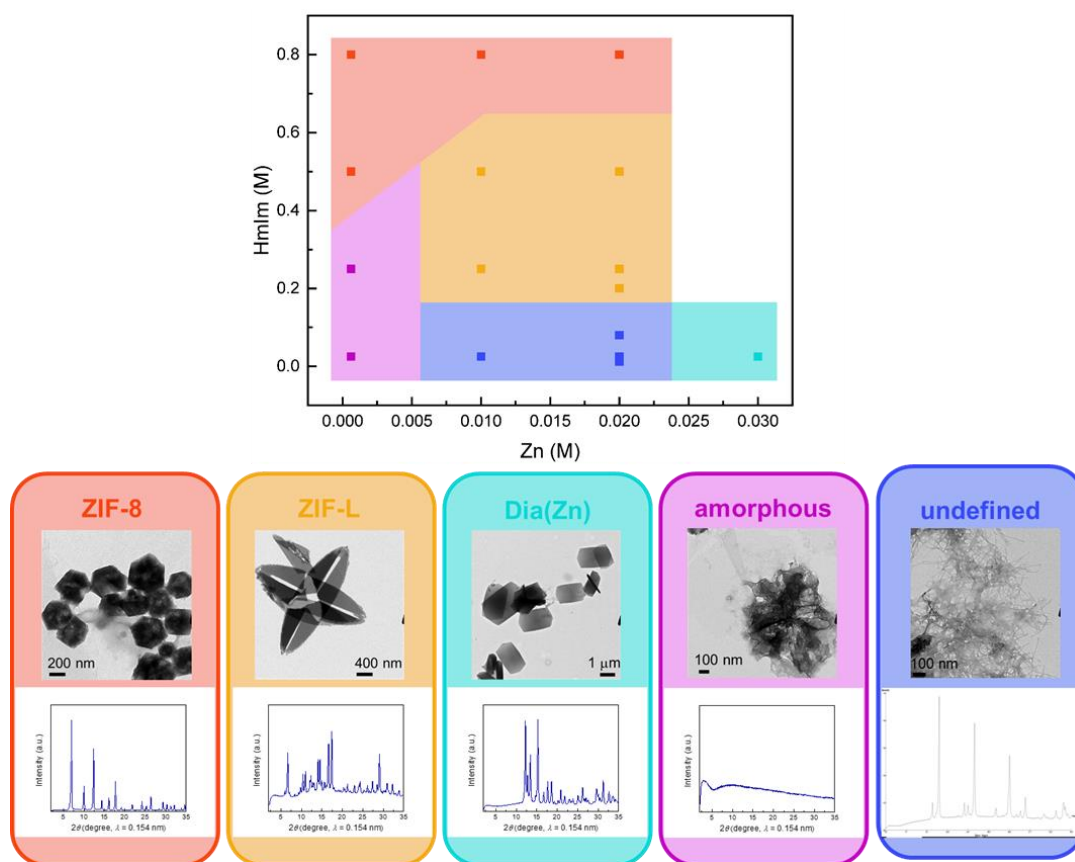 0.8
0.6
0.4
0.2
0.0
HmIm (M)
0.000 0.005 0.010 0.015 0.020 0.025 0.030
Zn (M)
ZIF-8 ZIF-L Dia(Zn) amorphous undefined
200 nm 400 nm 1 μm 100 nm 100 nm
Intensity (a.u.) Intensity (a.u.) Intensity (a.u.) Intensity (a.u.)
5 10 15 20 25 30 35 5 10 15 20 25 30 35 5 10 15 20 25 30 35 5 10 15 20 25 30 35
2θ(degree, λ = 0.154 nm) 2θ(degree, λ = 0.154 nm) 2θ(degree, λ = 0.154 nm) 2θ(degree, λ = 0.154 nm)